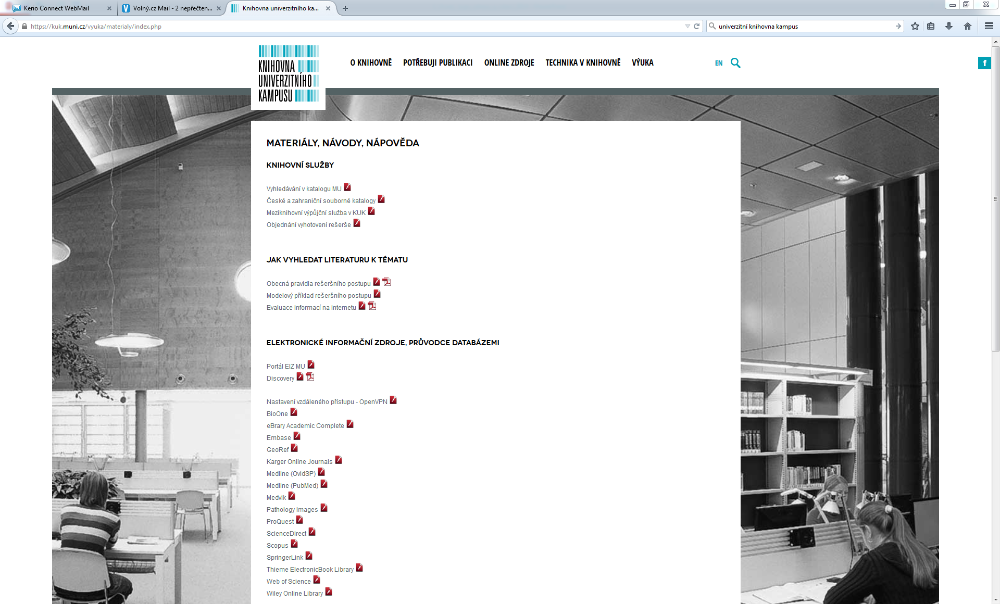 Kerio Connect WebMail
Volný.cz Mail - 2 nepřečten...
Knihovna univerzitního ka...
https://kuk.muni.cz/vyuka/materialy/index.php
univerzitní knihovna kampus
KNIHOVNA
UNIVERZITNÍHO
KAMPUSU
O KNIHOVNĚ
POTŘEBUJI PUBLIKACI
ONLINE ZDROJE
TECHNIKA V KNIHOVNĚ
VÝUKA
EN
f
MATERIÁLY, NÁVODY, NÁPOVĚDA
KNIHOVNÍ SLUŽBY
Vyhledávání v katalogu MU
České a zahraniční souborné katalogy
Meziknihovní výpůjční služba v KUK
Objednání vyhotovení rešerše
JAK VYHLEDAT LITERATURU K TÉMATU
Obecná pravidla rešeršního postupu
Modelový příklad rešeršního postupu
Evaluace informací na internetu
ELEKTRONICKÉ INFORMAČNÍ ZDROJE, PRŮVODCE DATABÁZEMI
Portál EIZ MU
Discovery
Nastavení vzdáleného přístupu - OpenVPN
BioOne
eBrary Academic Complete
Embase
GeoRef
Karger Online Journals
Medline (OvidSP)
Medline (PubMed)
Medvik
Pathology Images
ProQuest
ScienceDirect
Scopus
SpringerLink
Thieme ElectronicBook Library
Web of Science
Wiley Online Library